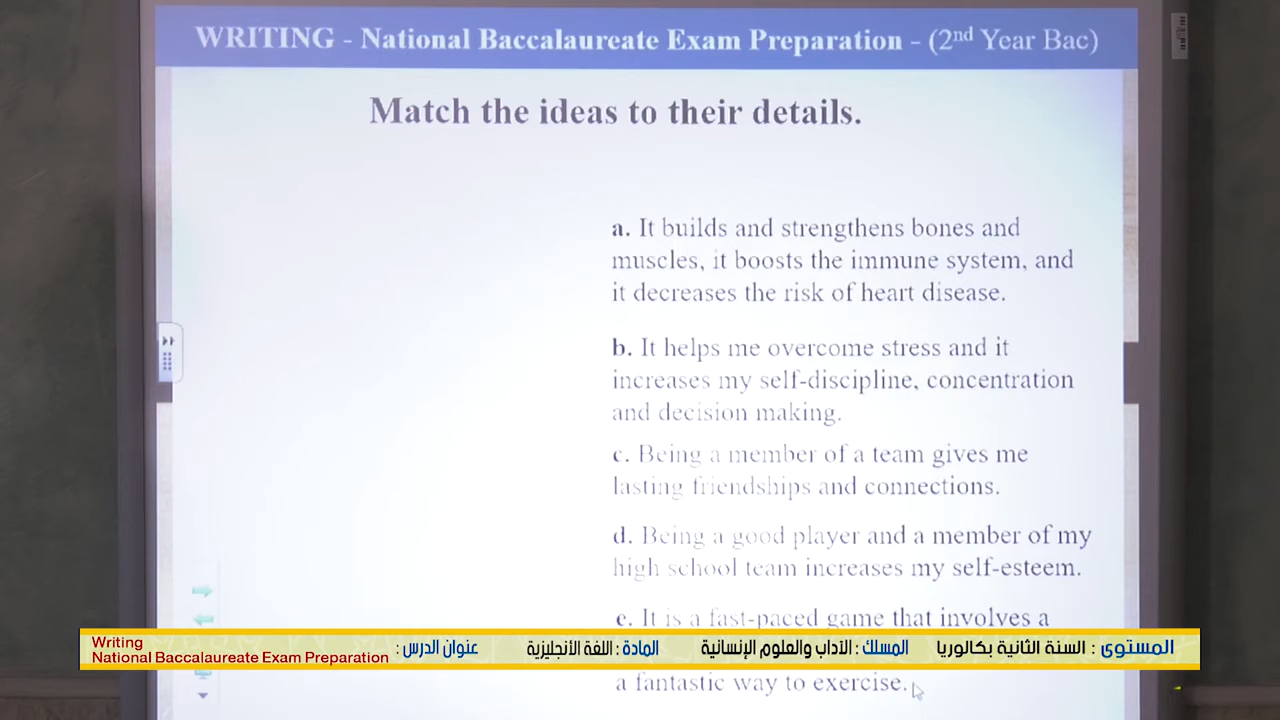 WRITING - National Baccalaureate Exam Preparation - (2nd Year Bac)
Match the ideas to their details.
a. It builds and strengthens bones and
muscles, it boosts the immune system, and
it decreases the risk of heart disease.
b. It helps me overcome stress and it
increases my self-discipline, concentration
and decision making.
c. Being a member of a team gives me
lasting friendships and connections.
d. Being a good player and a member of my
high school team increases my self-esteem.
e. It is a fast-paced game that involves a
المستوى : السنة الثانية بكالوريا المسلك : الآداب والعلوم الإنسانية المادة : اللغة الأنجليزية عنوان الدرس :
Writing
National Baccalaureate Exam Preparation
a fantastic way to exercise.